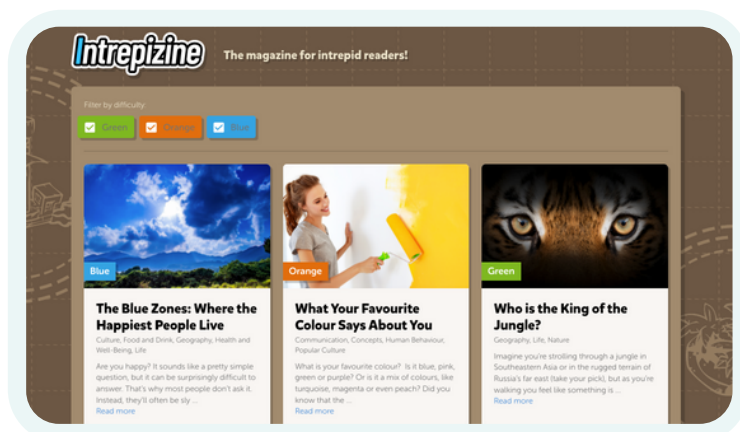 Intrepizine
The magazine for intrepid readers!
Filter by difficulty:
Green Orange Blue
Blue
Orange
Green
The Blue Zones: Where the
Happiest People Live
Culture, Food and Drink, Geography, Health and
Well-Being, Life
Are you happy? It sounds like a pretty simple
question, but it can be surprisingly difficult to
answer. That's why most people don't ask it.
Instead, they'll often be sly ...
Read more
What Your Favourite
Colour Says About You
Communication, Concepts, Human Behaviour,
Popular Culture
What is your favourite colour? Is it blue, pink,
green or purple? Or is it a mix of colours, like
turquoise, magenta or even peach? Did you
know that the ...
Read more
Who is the King of the
Jungle?
Geography, Life, Nature
Imagine you're strolling through a jungle in
Southeastern Asia or in the rugged terrain of
Russia's far east (take your pick), but as you're
walking you feel like something is ...
Read more